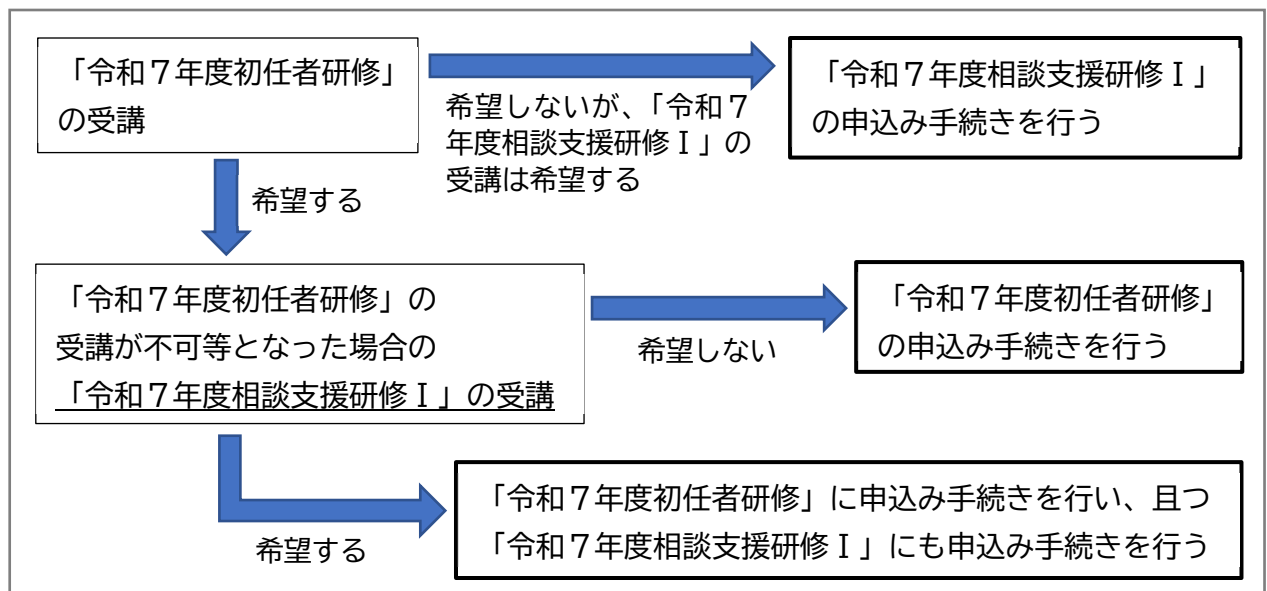 「令和７年度初任者研修」
の受講
希望しないが、「令和７
年度相談支援研修Ⅰ」の
受講は希望する
「令和７年度相談支援研修Ⅰ」
の申込み手続きを行う
希望する
「令和７年度初任者研修」の
受講が不可等となった場合の
「令和７年度相談支援研修Ⅰ」の受講
希望しない
「令和７年度初任者研修」
の申込み手続きを行う
希望する
「令和７年度初任者研修」に申込み手続きを行い、且つ
「令和７年度相談支援研修Ⅰ」にも申込み手続きを行う